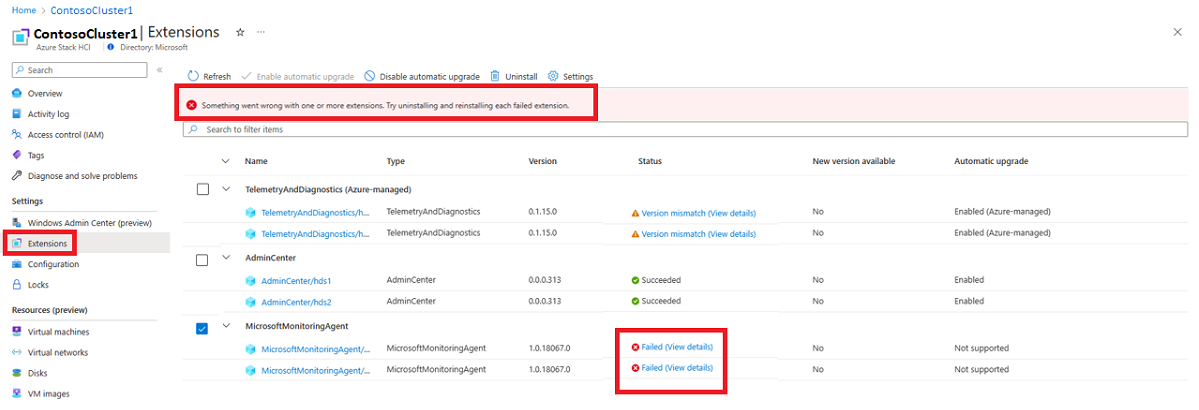 Home > ContosoCluster1
ContosoCluster1 | Extensions ☆ ...
Azure Stack HCI Directory: Microsoft
Search «
Refresh Enable automatic upgrade Disable automatic upgrade Uninstall Settings
Something went wrong with one or more extensions. Try uninstalling and reinstalling each failed extension.
Search to filter items
Overview
Activity log
Access control (IAM)
Tags
Diagnose and solve problems
Settings
Windows Admin Center (preview)
Extensions
Configuration
Locks
Resources (preview)
Virtual machines
Virtual networks
Disks
VM images
Name Type Version Status New version available Automatic upgrade
TelemetryAndDiagnostics (Azure-managed)
TelemetryAndDiagnostics/h... TelemetryAndDiagnostics 0.1.15.0 Version mismatch (View details) No Enabled (Azure-managed)
TelemetryAndDiagnostics/h... TelemetryAndDiagnostics 0.1.15.0 Version mismatch (View details) No Enabled (Azure-managed)
AdminCenter
AdminCenter/hds1 AdminCenter 0.0.0.313 Succeeded No Enabled
AdminCenter/hds2 AdminCenter 0.0.0.313 Succeeded No Enabled
MicrosoftMonitoringAgent
MicrosoftMonitoringAgent/... MicrosoftMonitoringAgent 1.0.18067.0 Failed (View details) No Not supported
MicrosoftMonitoringAgent/... MicrosoftMonitoringAgent 1.0.18067.0 Failed (View details) No Not supported